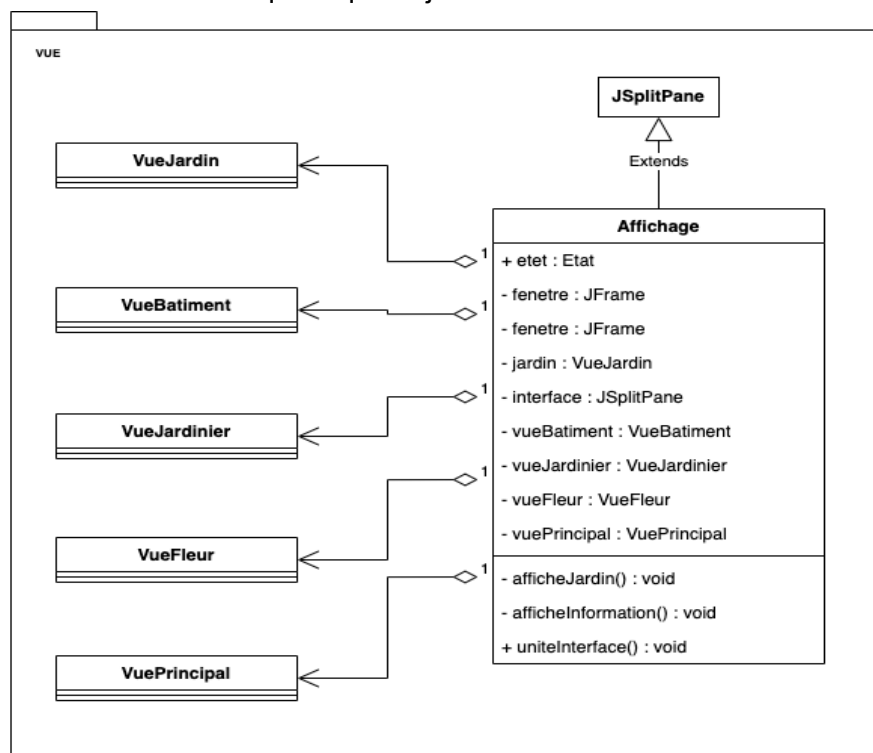 VUE
JSplitPane
Extends
VueJardin
VueBatiment
VueJardinier
VueFleur
VuePrincipal
1
1
1
1
1
Affichage
+ etet : Etat
- fenetre : JFrame
- fenetre : JFrame
- jardin : VueJardin
- interface : JSplitPane
- vueBatiment : VueBatiment
- vueJardinier : VueJardinier
- vueFleur : VueFleur
- vuePrincipal : VuePrincipal
- afficheJardin() : void
- afficheInformation() : void
+ uniteInterface() : void